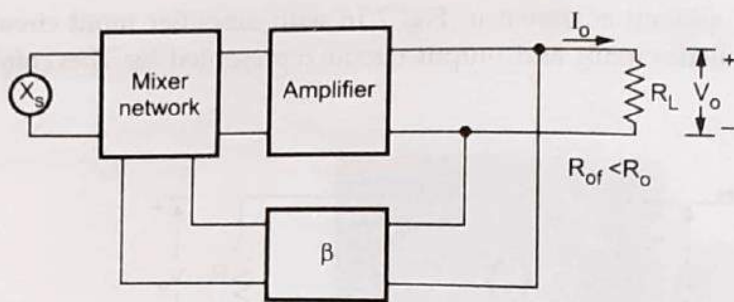 I_o
X_s
Mixer
network
Amplifier
R_L
V_o
+
−
R_of < R_o
β